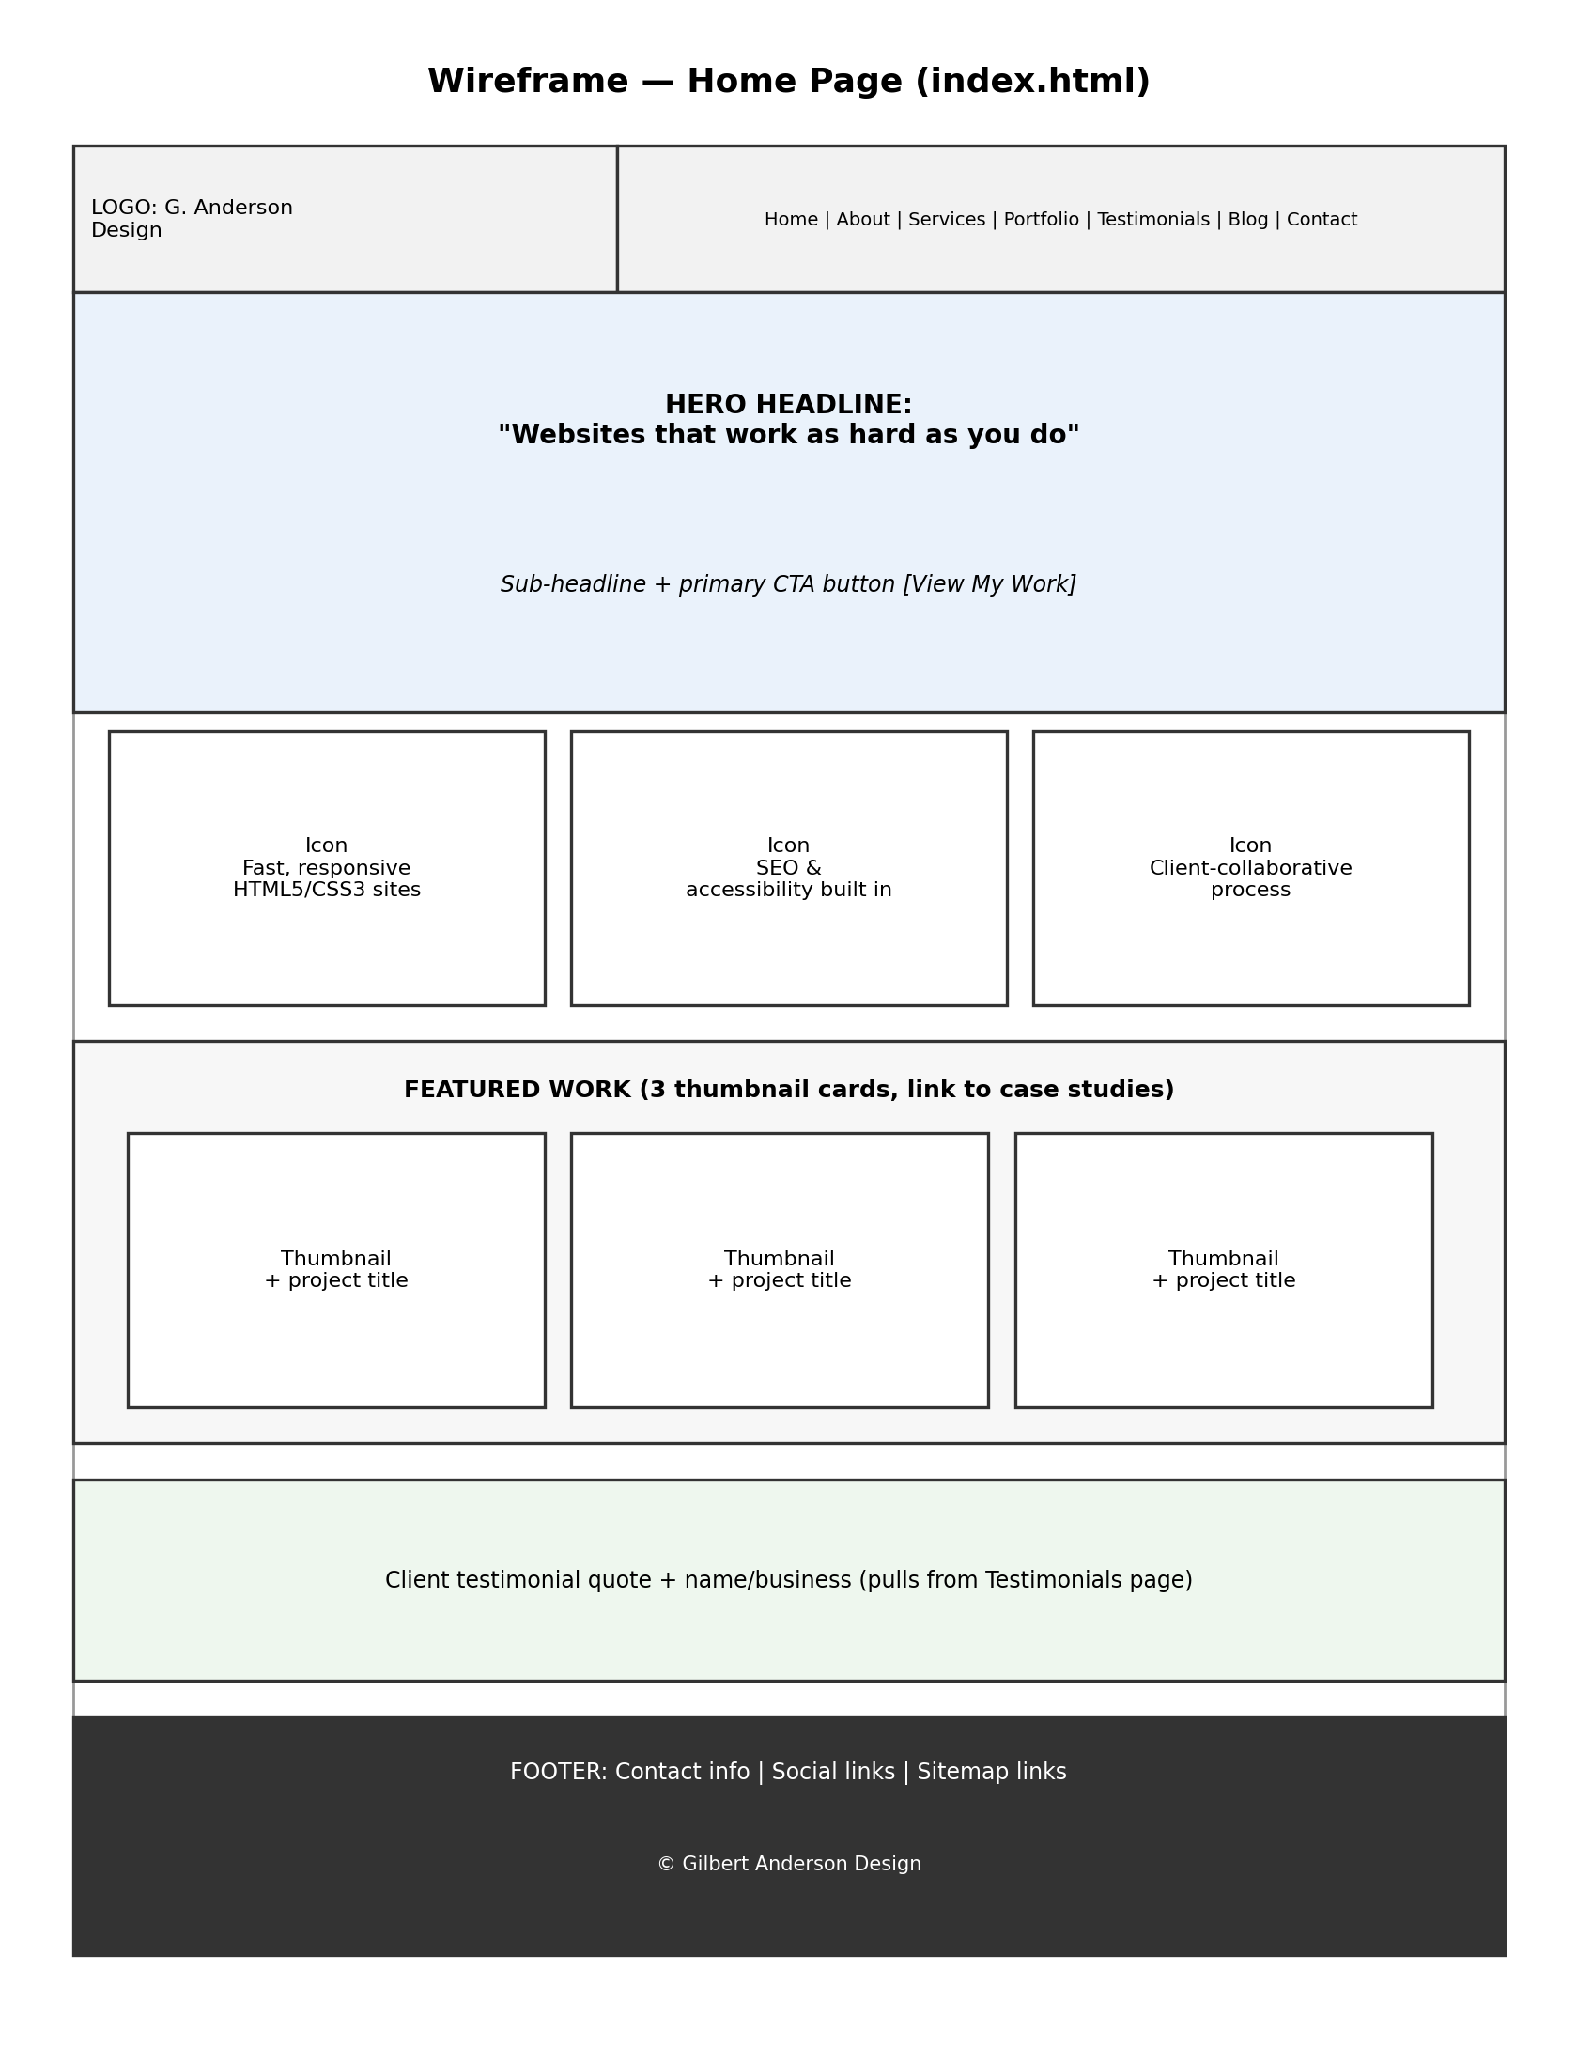 Wireframe — Home Page (index.html)
LOGO: G. Anderson
Design
Home | About | Services | Portfolio | Testimonials | Blog | Contact
HERO HEADLINE:
"Websites that work as hard as you do"
Sub-headline + primary CTA button [View My Work]
Icon
Fast, responsive
HTML5/CSS3 sites
Icon
SEO &
accessibility built in
Icon
Client-collaborative
process
FEATURED WORK (3 thumbnail cards, link to case studies)
Thumbnail
+ project title
Thumbnail
+ project title
Thumbnail
+ project title
Client testimonial quote + name/business (pulls from Testimonials page)
FOOTER: Contact info | Social links | Sitemap links
© Gilbert Anderson Design